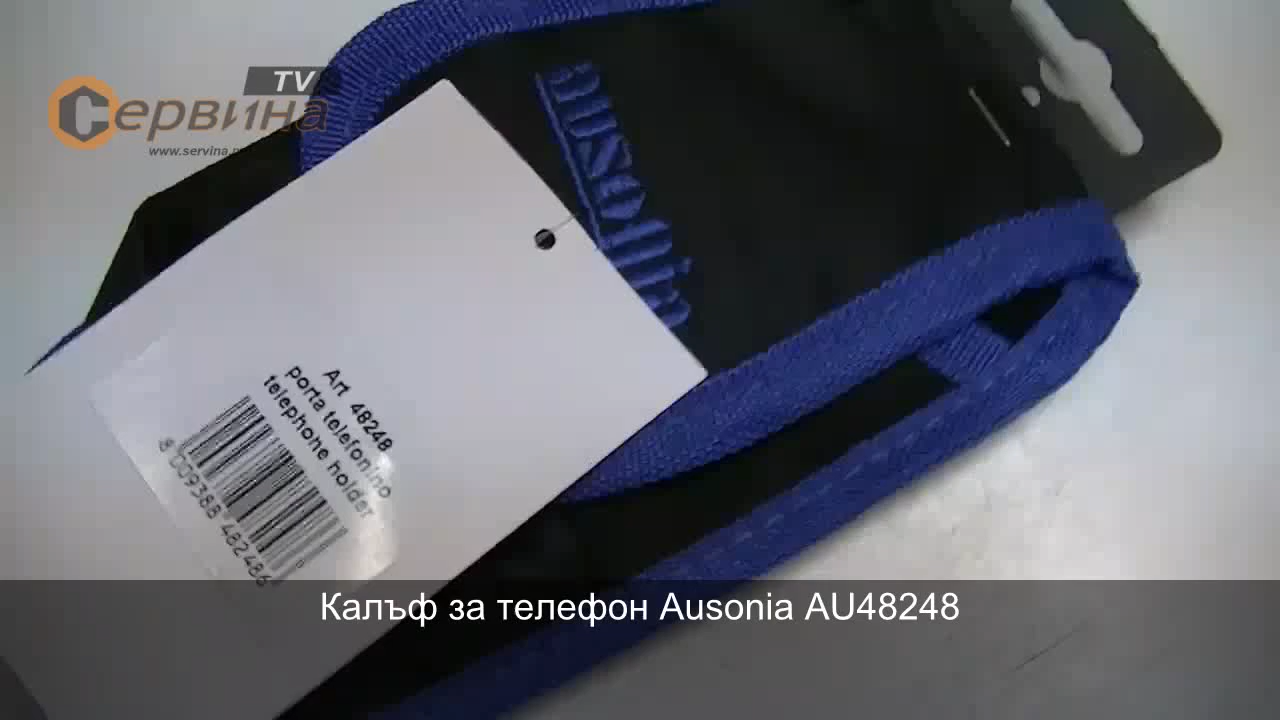 TV
Сервина
www.servina.
ausonia
Art 48248
porta telefonino
telephone holder
8 009388 482486
Калъф за телефон Ausonia AU48248